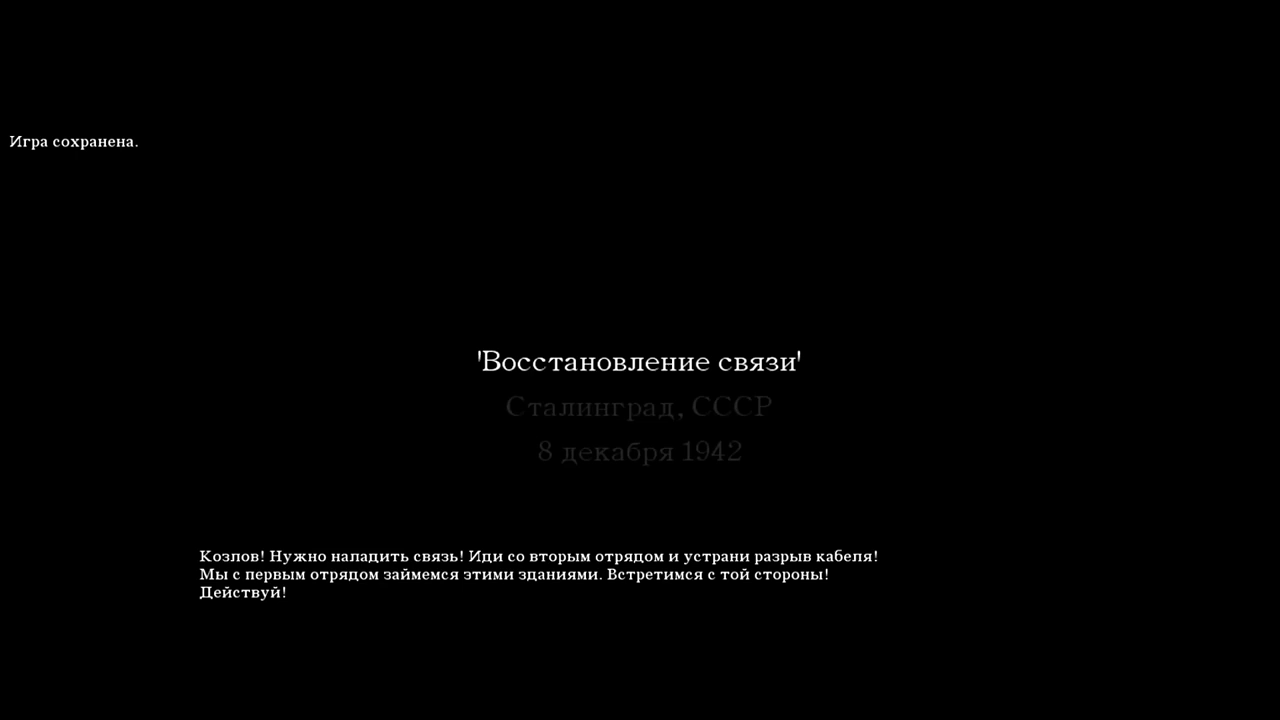 Игра сохранена.
'Восстановление связи'
Сталинград, СССР
8 декабря 1942
Козлов! Нужно наладить связь! Иди со вторым отрядом и устрани разрыв кабеля!
Мы с первым отрядом займемся этими зданиями. Встретимся с той стороны!
Действуй!